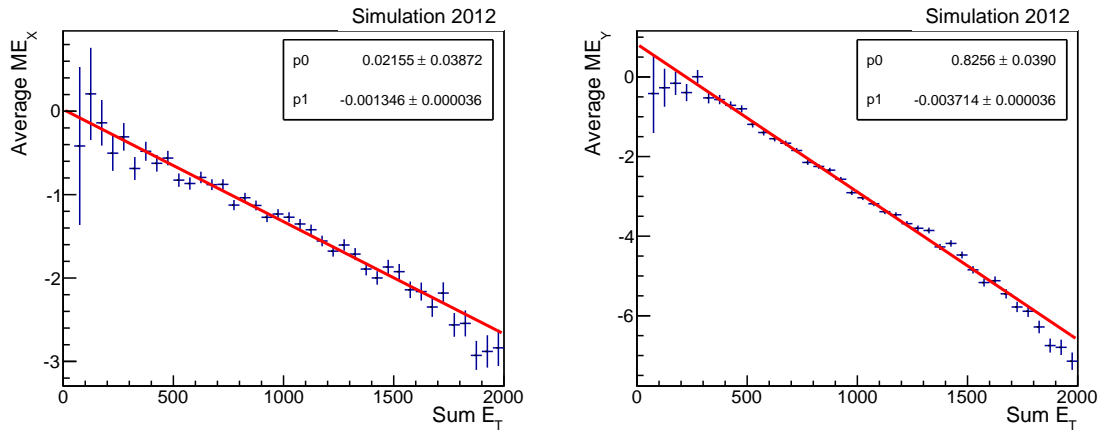 Simulation 2012
Average ME_X
p0 0.02155 ± 0.03872
p1 -0.001346 ± 0.000036
0
-1
-2
-3
0 500 1000 1500 2000
Sum E_T
Simulation 2012
Average ME_Y
p0 0.8256 ± 0.0390
p1 -0.003714 ± 0.000036
0
-2
-4
-6
0 500 1000 1500 2000
Sum E_T